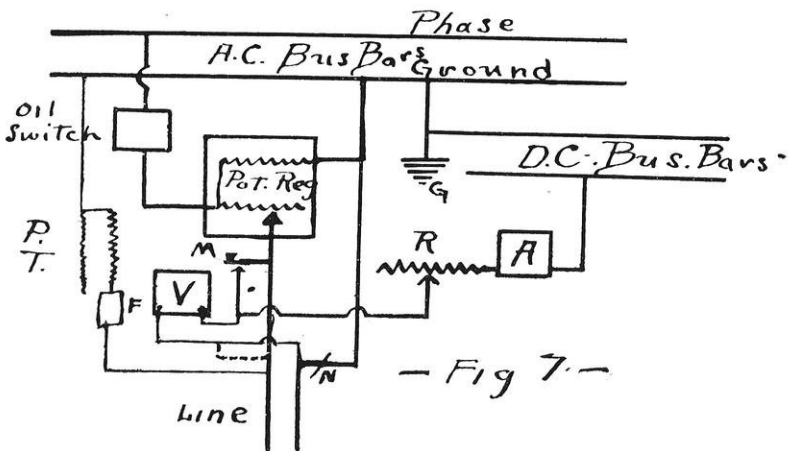 Phase
A.C. Bus Bars
Ground
Oil
Switch
D.C. Bus. Bars.
G
Pot. Reg
P.
T.
M
R
A
V
F
N
— Fig 7. —
Line